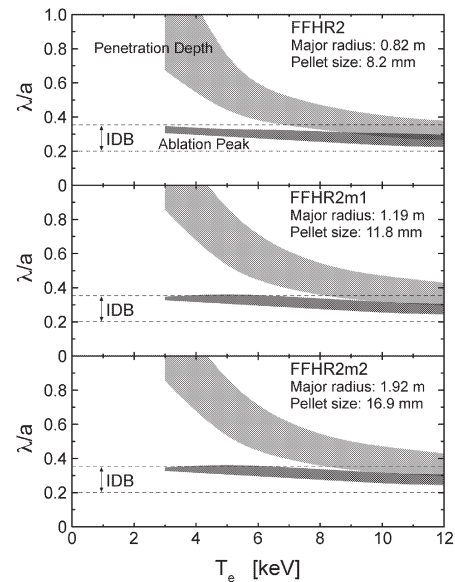 1.0
FFHR2
Major radius: 0.82 m
Pellet size: 8.2 mm
Penetration Depth
0.8
λ/a
0.6
0.4
IDB
Ablation Peak
0.2
0
FFHR2m1
Major radius: 1.19 m
Pellet size: 11.8 mm
0.8
λ/a
0.6
0.4
IDB
0.2
0
FFHR2m2
Major radius: 1.92 m
Pellet size: 16.9 mm
0.8
λ/a
0.6
0.4
IDB
0.2
0
0 2 4 6 8 10 12
Te [keV]